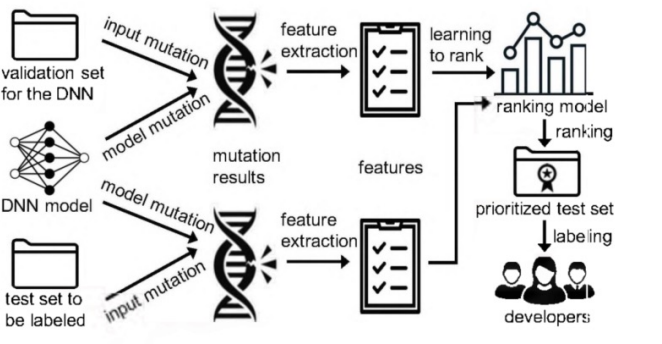 validation set
for the DNN
input mutation
model mutation
DNN model
model mutation
input mutation
test set to
be labeled
mutation
results
feature
extraction
feature
extraction
features
learning
to rank
ranking model
ranking
prioritized test set
labeling
developers